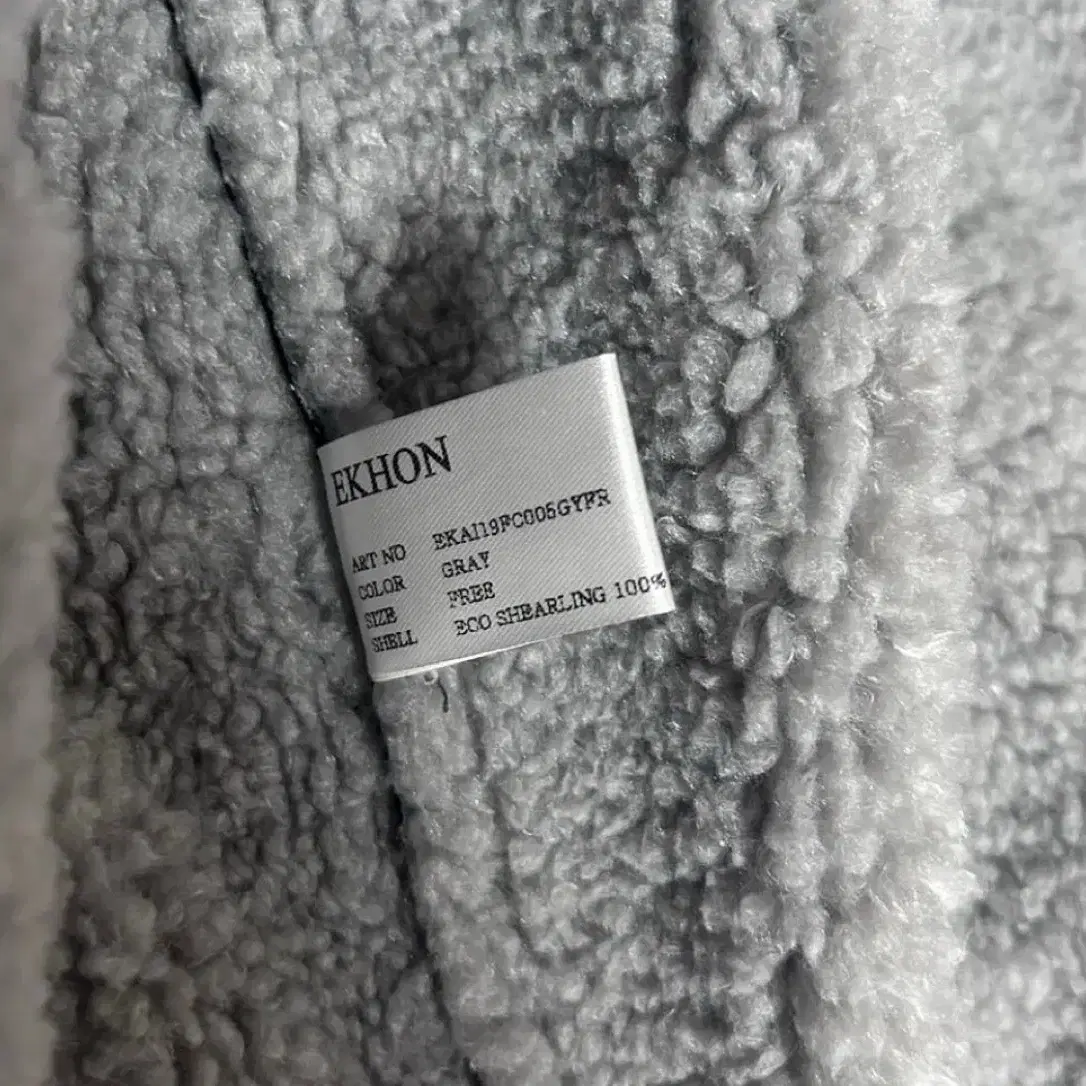 EKHON
ART NO EKAI19FC005GYFR
COLOR GRAY
SIZE FREE
SHELL ECO SHEARLING 100%